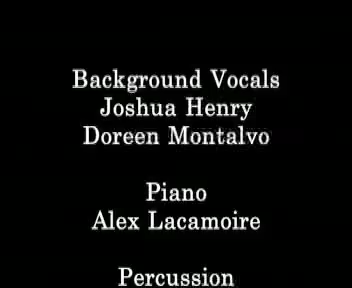 Background Vocals
Joshua Henry
Doreen Montalvo
Piano
Alex Lacamoire
Percussion